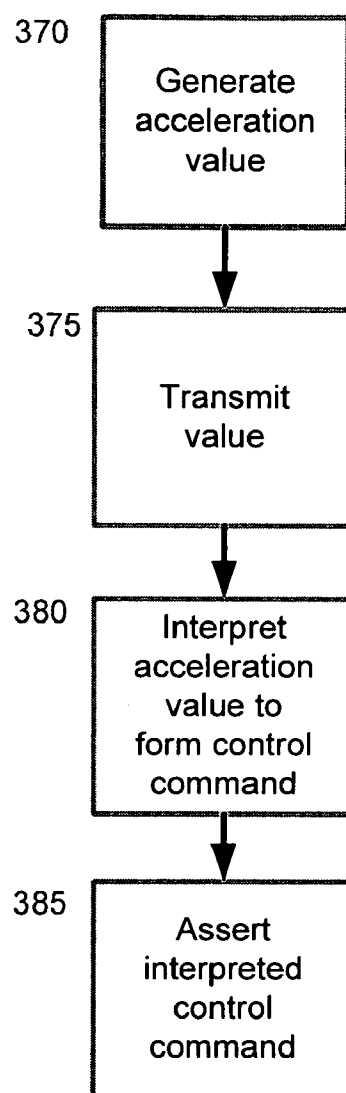 370
Generate
acceleration
value
375
Transmit
value
380
Interpret
acceleration
value to
form control
command
385
Assert
interpreted
control
command